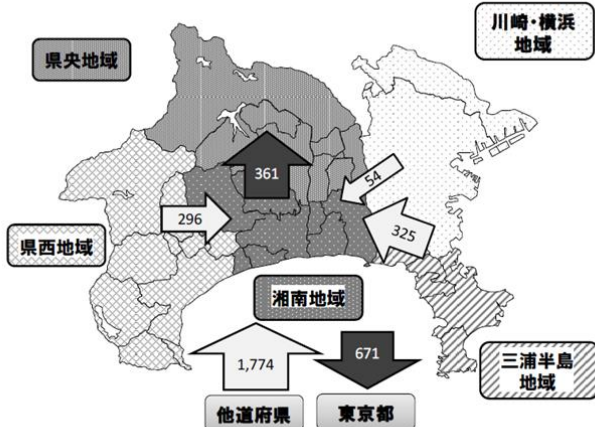 川崎・横浜
地域
県央地域
361
54
296
325
県西地域
湘南地域
1,774
671
三浦半島
地域
他道府県
東京都